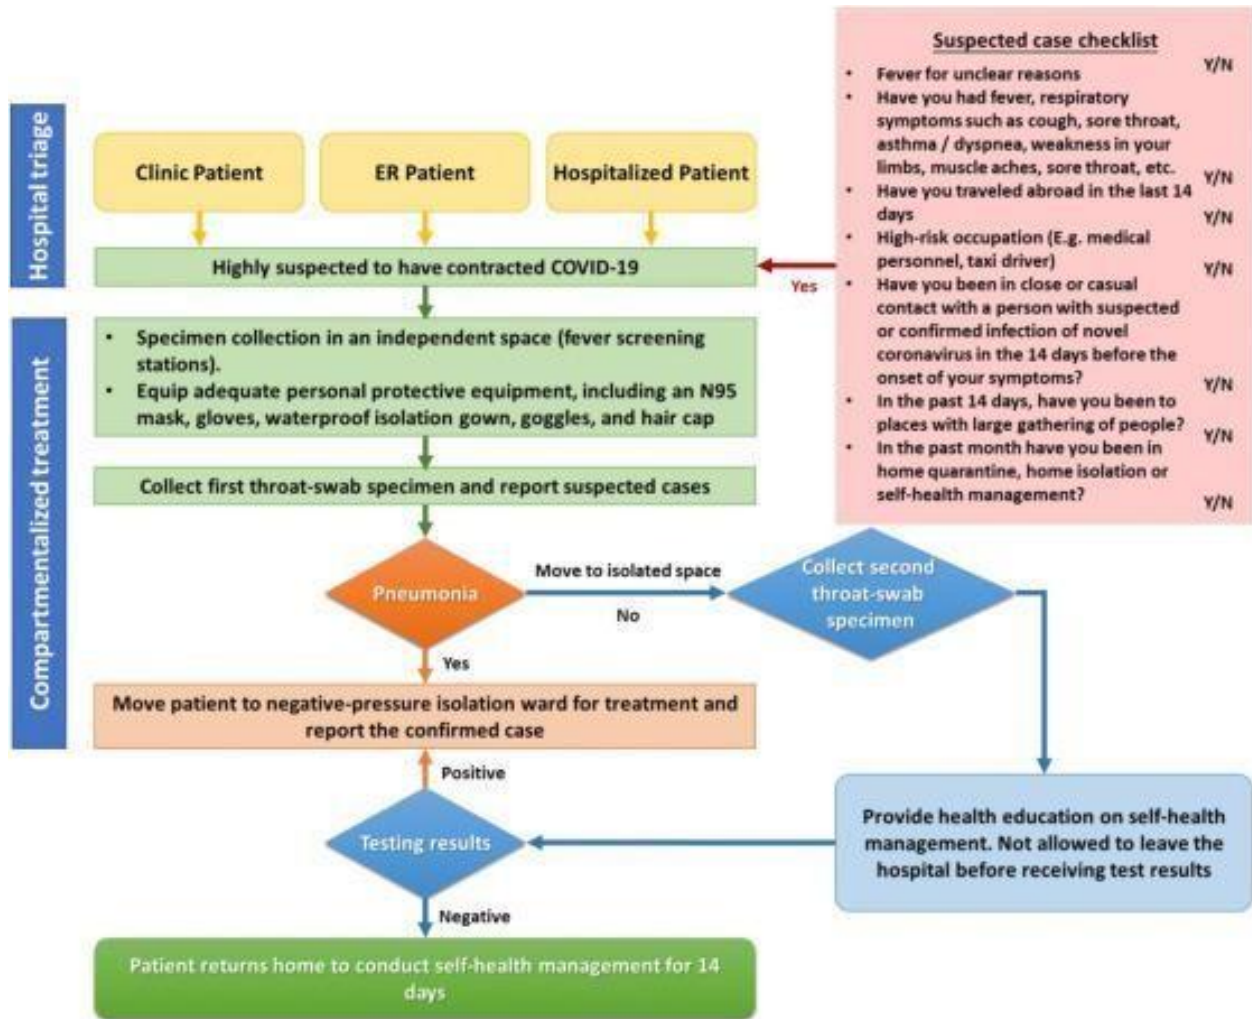 Hospital triage
Clinic Patient
ER Patient
Hospitalized Patient
Highly suspected to have contracted COVID-19
Yes
Suspected case checklist
• Fever for unclear reasons
Y/N
• Have you had fever, respiratory
symptoms such as cough, sore throat,
asthma / dyspnea, weakness in your
limbs, muscle aches, sore throat, etc.
Y/N
• Have you traveled abroad in the last 14
days
Y/N
• High-risk occupation (E.g. medical
personnel, taxi driver)
Y/N
• Have you been in close or casual
contact with a person with suspected
or confirmed infection of novel
coronavirus in the 14 days before the
onset of your symptoms?
Y/N
• In the past 14 days, have you been to
places with large gathering of people?
Y/N
• In the past month have you been in
home quarantine, home isolation or
self-health management?
Y/N
Compartmentalized treatment
• Specimen collection in an independent space (fever screening
stations).
• Equip adequate personal protective equipment, including an N95
mask, gloves, waterproof isolation gown, goggles, and hair cap
Collect first throat-swab specimen and report suspected cases
Pneumonia
Move to isolated space
No
Collect second
throat-swab
specimen
Yes
Move patient to negative-pressure isolation ward for treatment and
report the confirmed case
Positive
Testing results
Provide health education on self-health
management. Not allowed to leave the
hospital before receiving test results
Negative
Patient returns home to conduct self-health management for 14
days